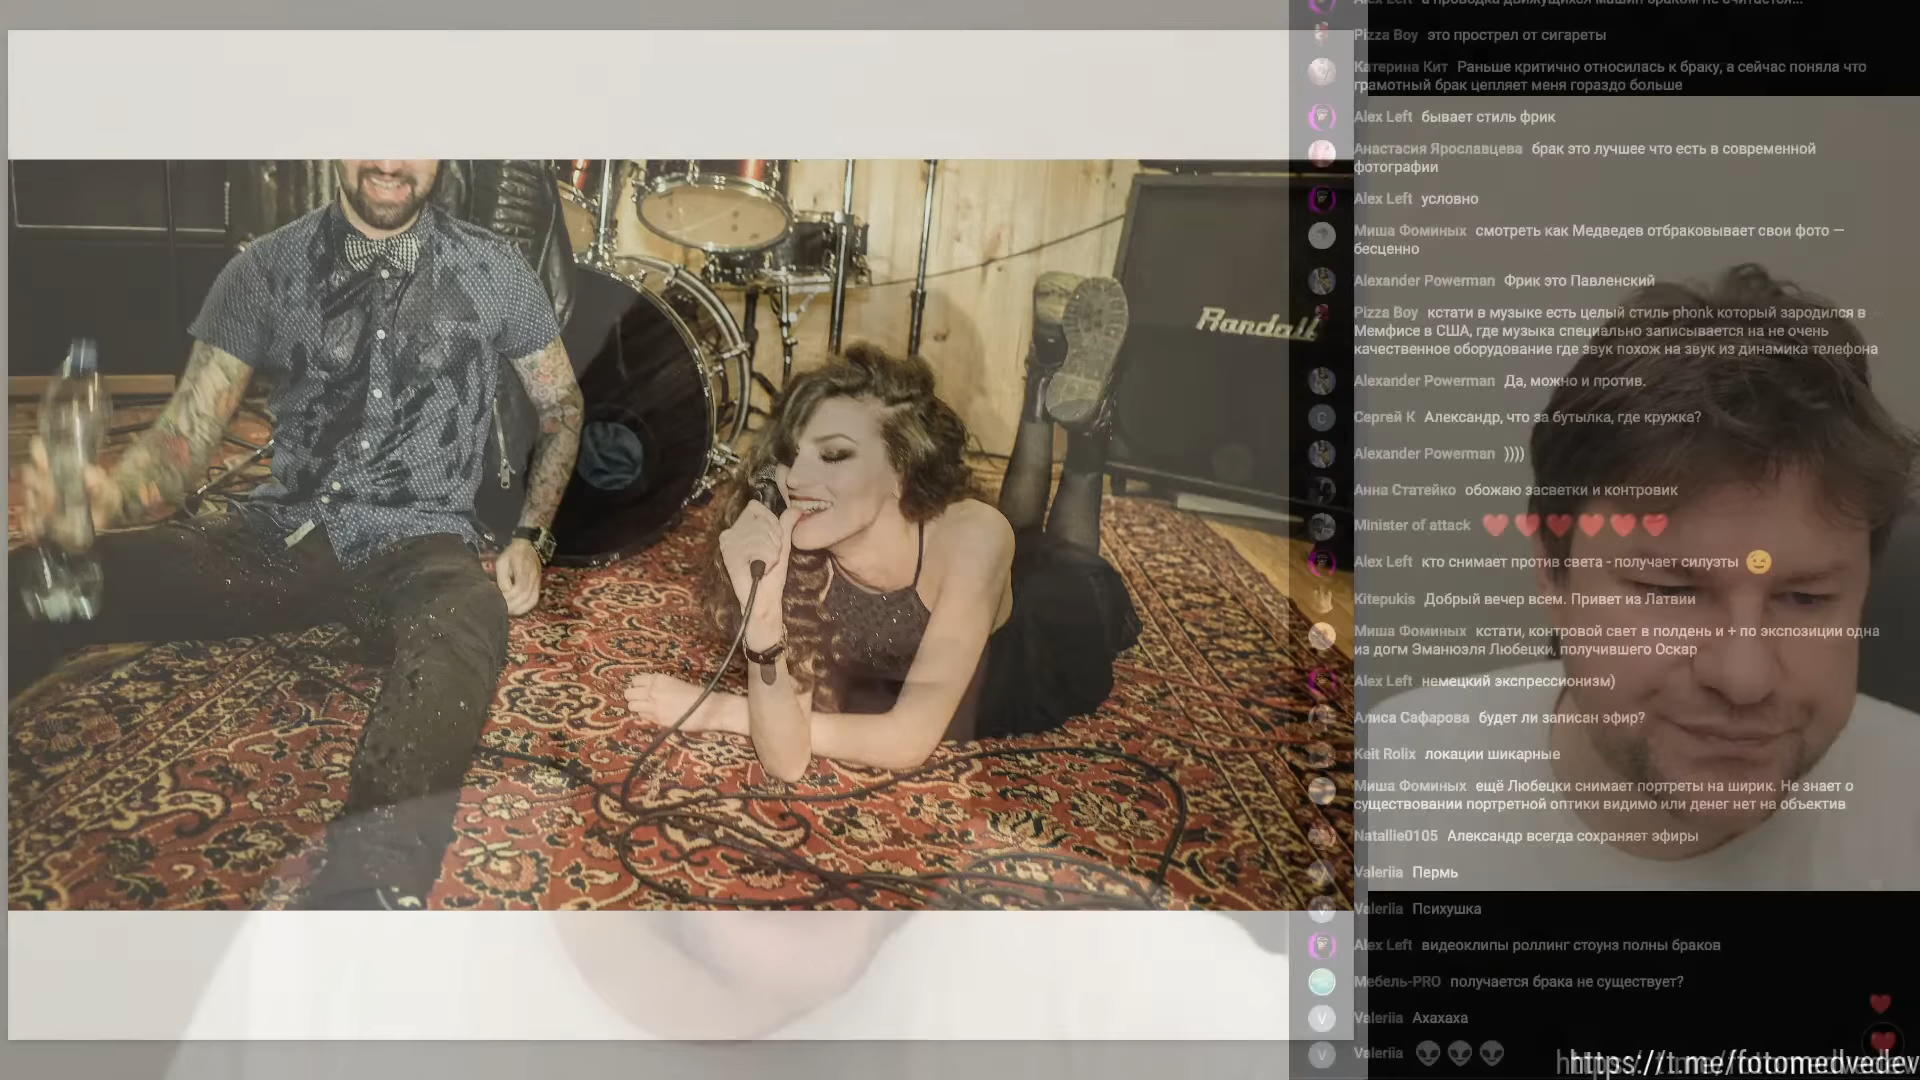 Alex Left а проводка движущихся машин браком не считается...
Pizza Boy это прострел от сигареты
Катерина Кит Раньше критично относилась к браку, а сейчас поняла что
грамотный брак цепляет меня гораздо больше
Alex Left бывает стиль фрик
Анастасия Ярославцева брак это лучшее что есть в современной
фотографии
Alex Left условно
Миша Фоминых смотреть как Медведев отбраковывает свои фото —
бесценно
Alexander Powerman Фрик это Павленский
Pizza Boy кстати в музыке есть целый стиль phonk который зародился в
Мемфисе в США, где музыка специально записывается на не очень
качественное оборудование где звук похож на звук из динамика телефона
Randall
Alexander Powerman Да, можно и против.
Сергей К Александр, что за бутылка, где кружка?
Alexander Powerman ))))
Анна Статейко обожаю засветки и контровик
Minister of attack ❤️❤️❤️❤️❤️❤️
Alex Left кто снимает против света - получает силуэты 😉
Kitepukis Добрый вечер всем. Привет из Латвии
Миша Фоминых кстати, контровой свет в полдень и + по экспозиции одна
из догм Эманюэля Любецки, получившего Оскар
Alex Left немецкий экспрессионизм)
Алиса Сафарова будет ли записан эфир?
Keit Rolix локации шикарные
Миша Фоминых ещё Любецки снимает портреты на ширик. Не знает о
существовании портретной оптики видимо или денег нет на объектив
Natallie0105 Александр всегда сохраняет эфиры
Valeriia Пермь
Valeriia Психушка
Alex Left видеоклипы роллинг стоунз полны браков
Мебель-PRO получается брака не существует?
Valeriia Ахахаха
Valeriia 👽👽👽
https://t.me/fotomedvedev